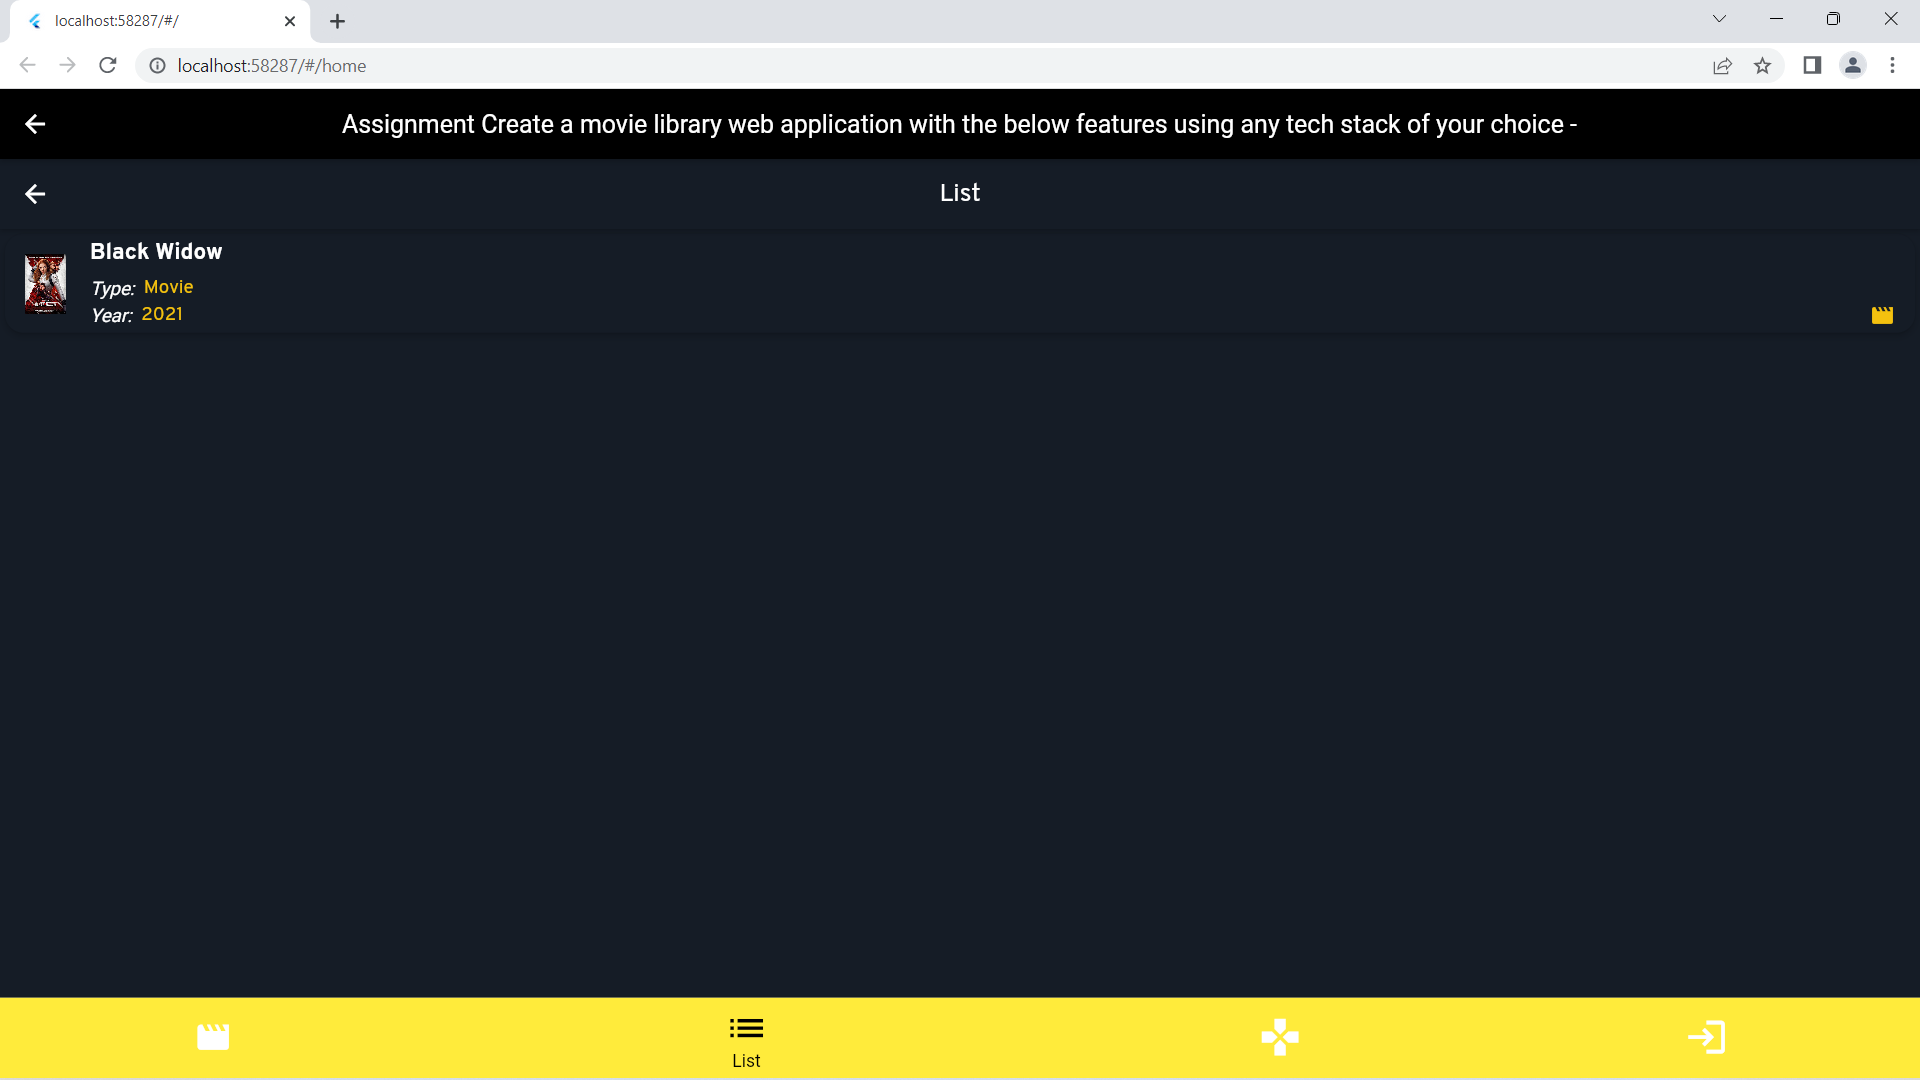 localhost:58287/#/
localhost:58287/#/home
Assignment Create a movie library web application with the below features using any tech stack of your choice -
List
Black Widow
Type: Movie
Year: 2021
List